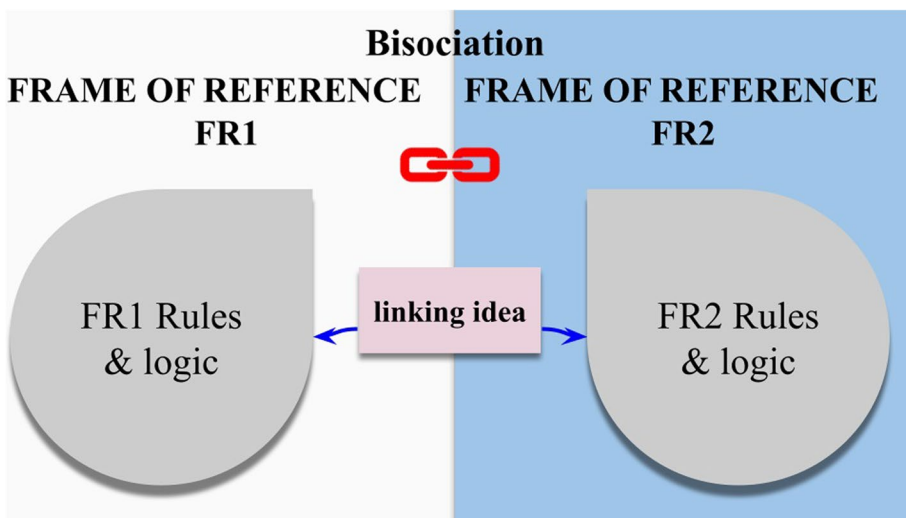 Bisociation
FRAME OF REFERENCE
FR1
FRAME OF REFERENCE
FR2
FR1 Rules
& logic
linking idea
FR2 Rules
& logic